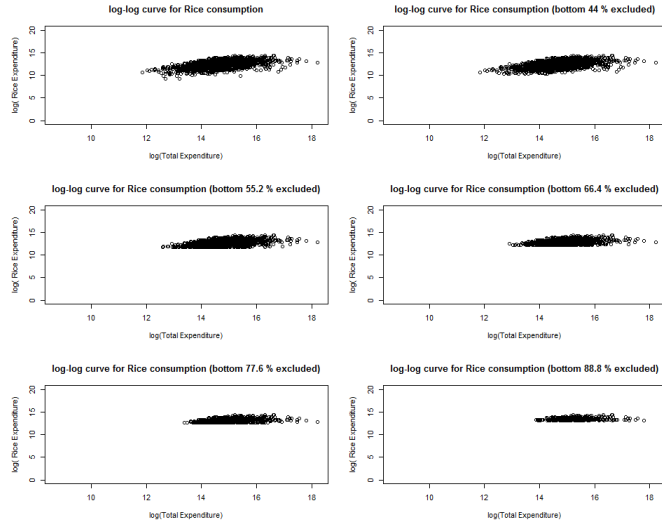 log-log curve for Rice consumption
log( Rice Expenditure)
0 5 10 15 20
10 12 14 16 18
log(Total Expenditure)
log-log curve for Rice consumption (bottom 44 % excluded)
log( Rice Expenditure)
0 5 10 15 20
10 12 14 16 18
log(Total Expenditure)
log-log curve for Rice consumption (bottom 55.2 % excluded)
log( Rice Expenditure)
0 5 10 15 20
10 12 14 16 18
log(Total Expenditure)
log-log curve for Rice consumption (bottom 66.4 % excluded)
log( Rice Expenditure)
0 5 10 15 20
10 12 14 16 18
log(Total Expenditure)
log-log curve for Rice consumption (bottom 77.6 % excluded)
log( Rice Expenditure)
0 5 10 15 20
10 12 14 16 18
log(Total Expenditure)
log-log curve for Rice consumption (bottom 88.8 % excluded)
log( Rice Expenditure)
0 5 10 15 20
10 12 14 16 18
log(Total Expenditure)